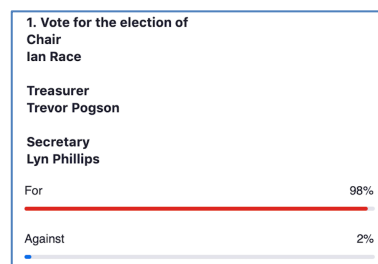 1. Vote for the election of
Chair
Ian Race
Treasurer
Trevor Pogson
Secretary
Lyn Phillips
For 98%
Against 2%